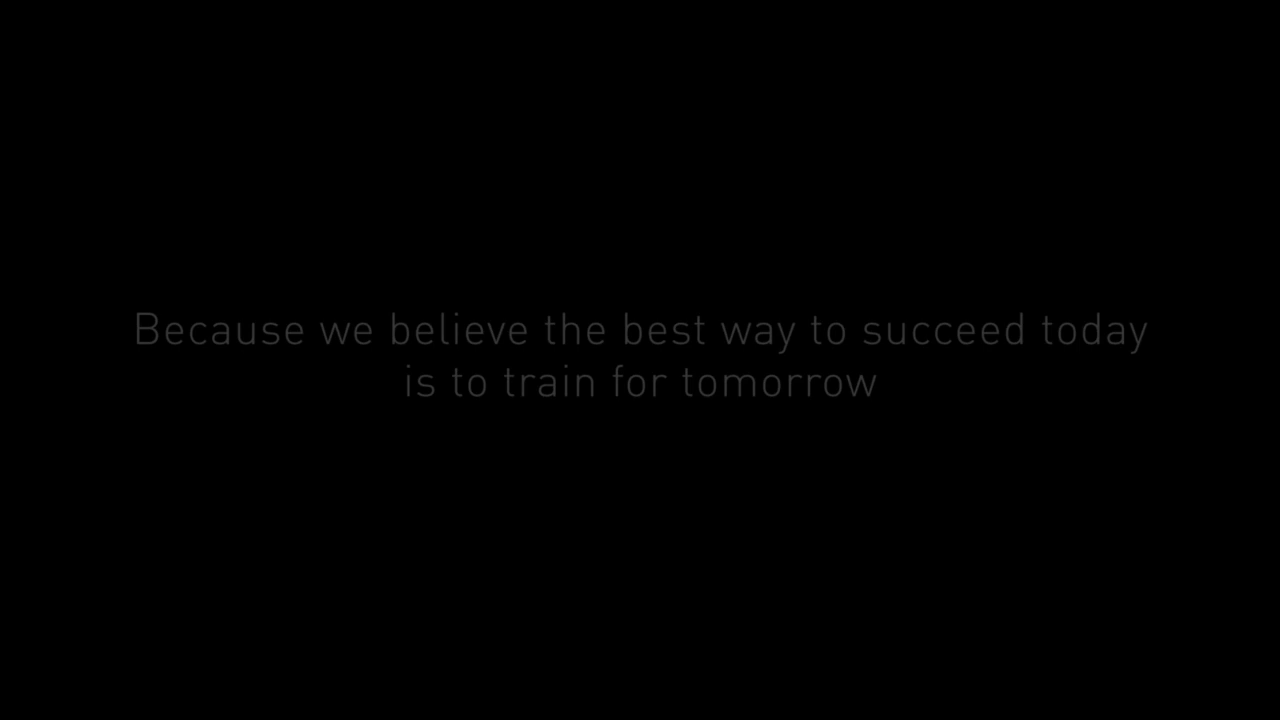 Because we believe the best way to succeed today
is to train for tomorrow